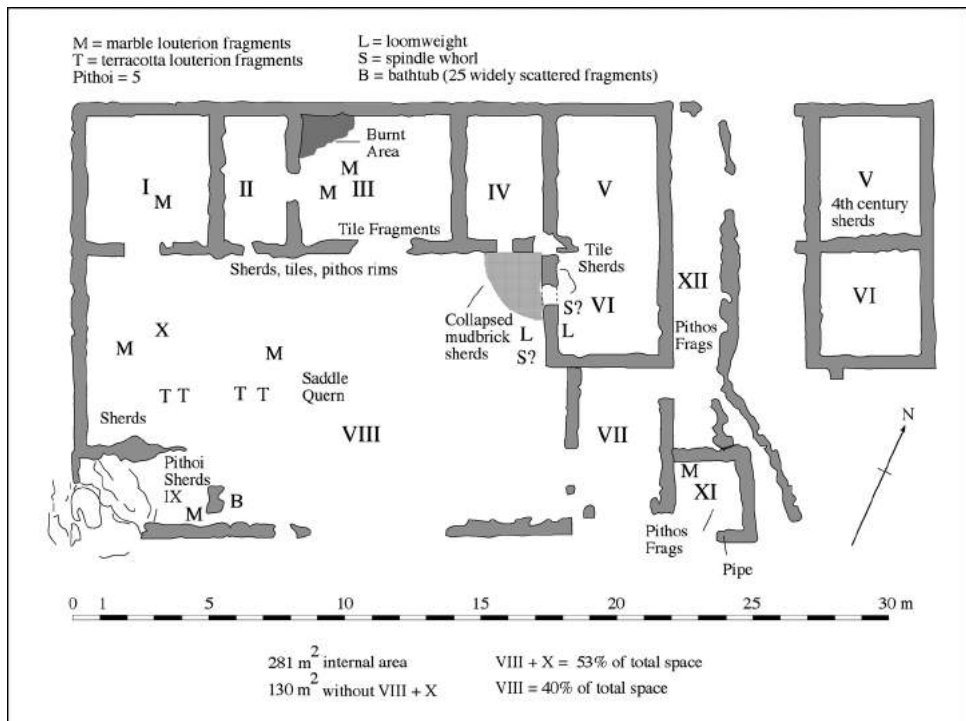 M = marble louterion fragments
T = terracotta louterion fragments
Pithoi = 5
L = loomweight
S = spindle whorl
B = bathtub (25 widely scattered fragments)
Burnt
Area
I
M
II
M
M III
IV
V
V
4th century
sherds
Tile Fragments
Sherds, tiles, pithos rims
Tile
Sherds
XII
VI
S? VI
Collapsed
mudbrick
sherds
L
L
S?
Pithos
Frags
X
M
M
T T
T T
Saddle
Quern
Sherds
VIII
VII
N
Pithoi
Sherds
IX
B
M
M
XI
Pithos
Frags
Pipe
0 1 5 10 15 20 25 30 m
281 m² internal area
130 m² without VIII + X
VIII + X = 53% of total space
VIII = 40% of total space